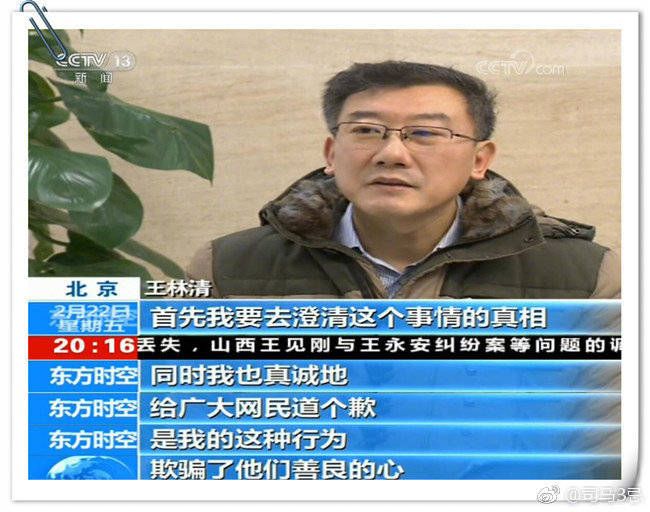 CCTV 13
新闻
CCTV.com
北京 王林清
2月22日
星期五
首先我要去澄清这个事情的真相
20:16 丢失，山西王见刚与王永安纠纷案等问题的调
东方时空 同时我也真诚地
东方时空 给广大网民道个歉
东方时空 是我的这种行为
欺骗了他们善良的心
@司马3忌